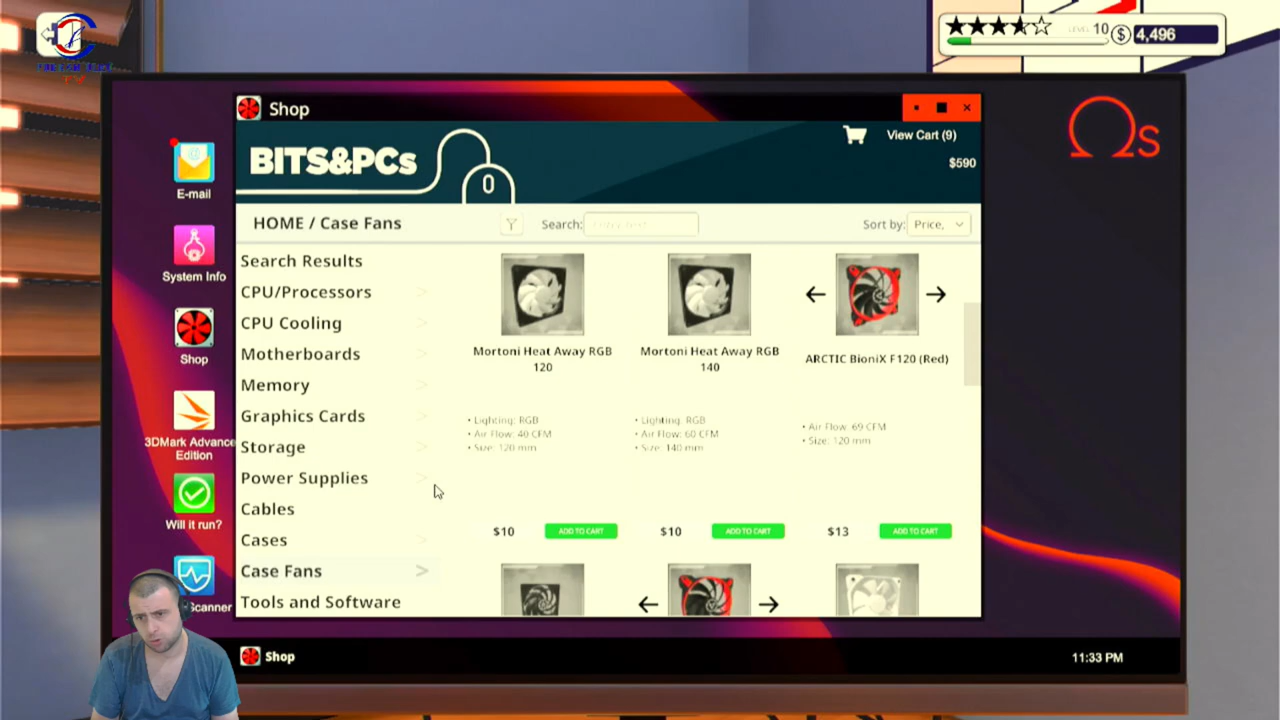 LEVEL 10
$ 4,496
Shop
BITS&PCs
0
View Cart (9)
$590
ΩS
HOME / Case Fans
Search:
Sort by: Price,
E-mail
System Info
Shop
3DMark Advance
Edition
Will it run?
Scanner
Search Results
CPU/Processors >
CPU Cooling >
Motherboards >
Memory >
Graphics Cards >
Storage >
Power Supplies >
Cables
Cases >
Case Fans >
Tools and Software
Mortoni Heat Away RGB
120
• Lighting: RGB
• Air Flow: 40 CFM
• Size: 120 mm
$10 ADD TO CART
Mortoni Heat Away RGB
140
• Lighting: RGB
• Air Flow: 60 CFM
• Size: 140 mm
$10 ADD TO CART
ARCTIC BioniX F120 (Red)
• Air Flow: 69 CFM
• Size: 120 mm
$13 ADD TO CART
Shop
11:33 PM